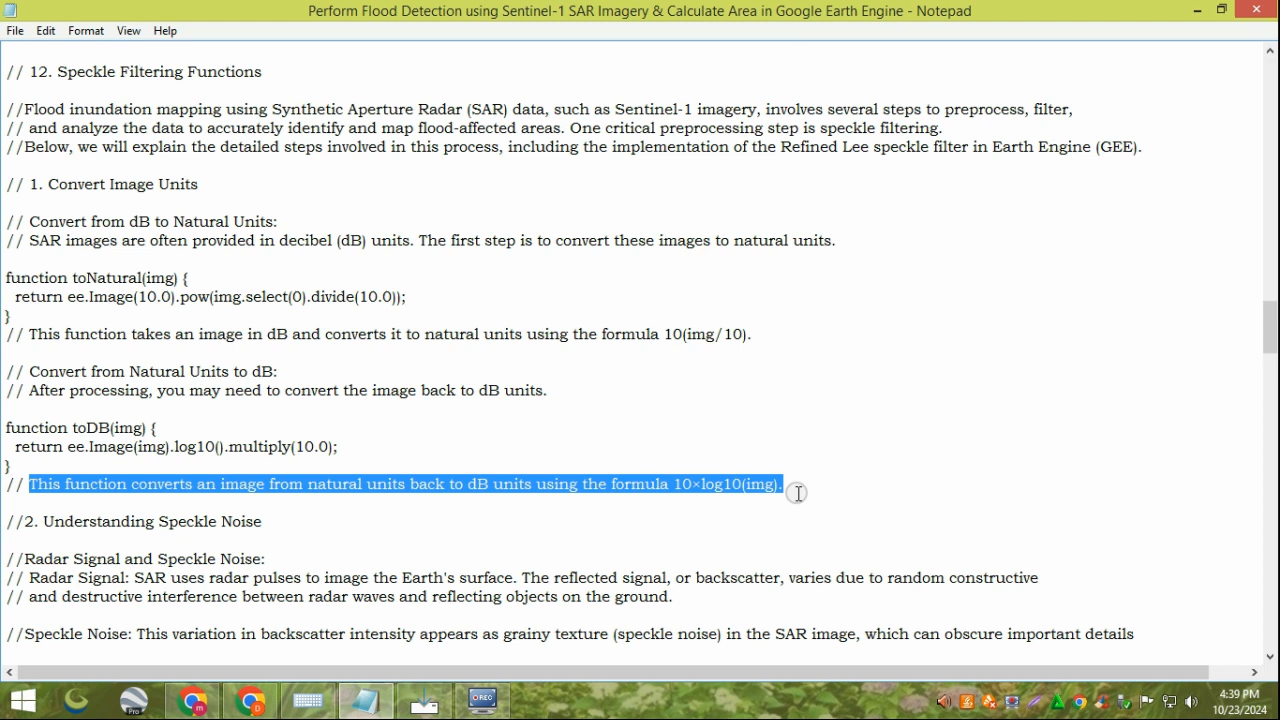 Perform Flood Detection using Sentinel-1 SAR Imagery & Calculate Area in Google Earth Engine - Notepad
File Edit Format View Help
// 12. Speckle Filtering Functions
//Flood inundation mapping using Synthetic Aperture Radar (SAR) data, such as Sentinel-1 imagery, involves several steps to preprocess, filter,
// and analyze the data to accurately identify and map flood-affected areas. One critical preprocessing step is speckle filtering.
//Below, we will explain the detailed steps involved in this process, including the implementation of the Refined Lee speckle filter in Earth Engine (GEE).
// 1. Convert Image Units
// Convert from dB to Natural Units:
// SAR images are often provided in decibel (dB) units. The first step is to convert these images to natural units.
function toNatural(img) {
return ee.Image(10.0).pow(img.select(0).divide(10.0));
}
// This function takes an image in dB and converts it to natural units using the formula 10(img/10).
// Convert from Natural Units to dB:
// After processing, you may need to convert the image back to dB units.
function toDB(img) {
return ee.Image(img).log10().multiply(10.0);
}
// This function converts an image from natural units back to dB units using the formula 10×log10(img).
//2. Understanding Speckle Noise
//Radar Signal and Speckle Noise:
// Radar Signal: SAR uses radar pulses to image the Earth's surface. The reflected signal, or backscatter, varies due to random constructive
// and destructive interference between radar waves and reflecting objects on the ground.
//Speckle Noise: This variation in backscatter intensity appears as grainy texture (speckle noise) in the SAR image, which can obscure important details
Pro
m
D
REC
4:39 PM
10/23/2024